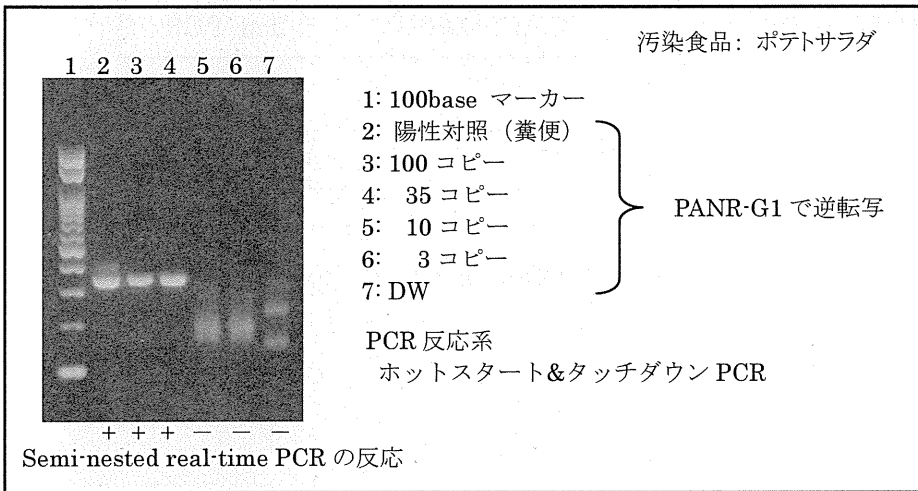 汚染食品: ポテトサラダ
1 2 3 4 5 6 7
1: 100base マーカー
2: 陽性対照（糞便）
3: 100 コピー
4: 35 コピー
5: 10 コピー
6: 3 コピー
7: DW
PANR-G1 で逆転写
PCR 反応系
ホットスタート&タッチダウン PCR
+ + + − − −
Semi-nested real-time PCR の反応